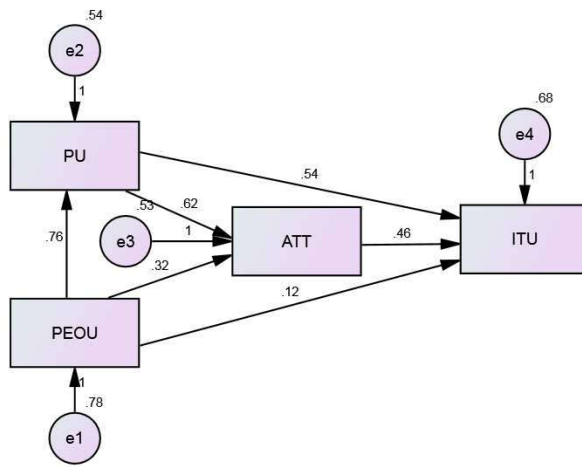 .54
e2
1
.68
PU
e4
.54
1
.53
.62
.76
e3
1
ATT
.46
ITU
.32
PEOU
.12
1
.78
e1